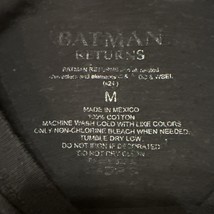 BATMAN
RETURNS
(s21)
M
MADE IN MEXICO
100% COTTON
MACHINE WASH COLD WITH LIKE COLORS
ONLY NON-CHLORINE BLEACH WHEN NEEDED
TUMBLE DRY LOW
DO NOT IRON IF DECORATED
DO NOT DRY CLEAN